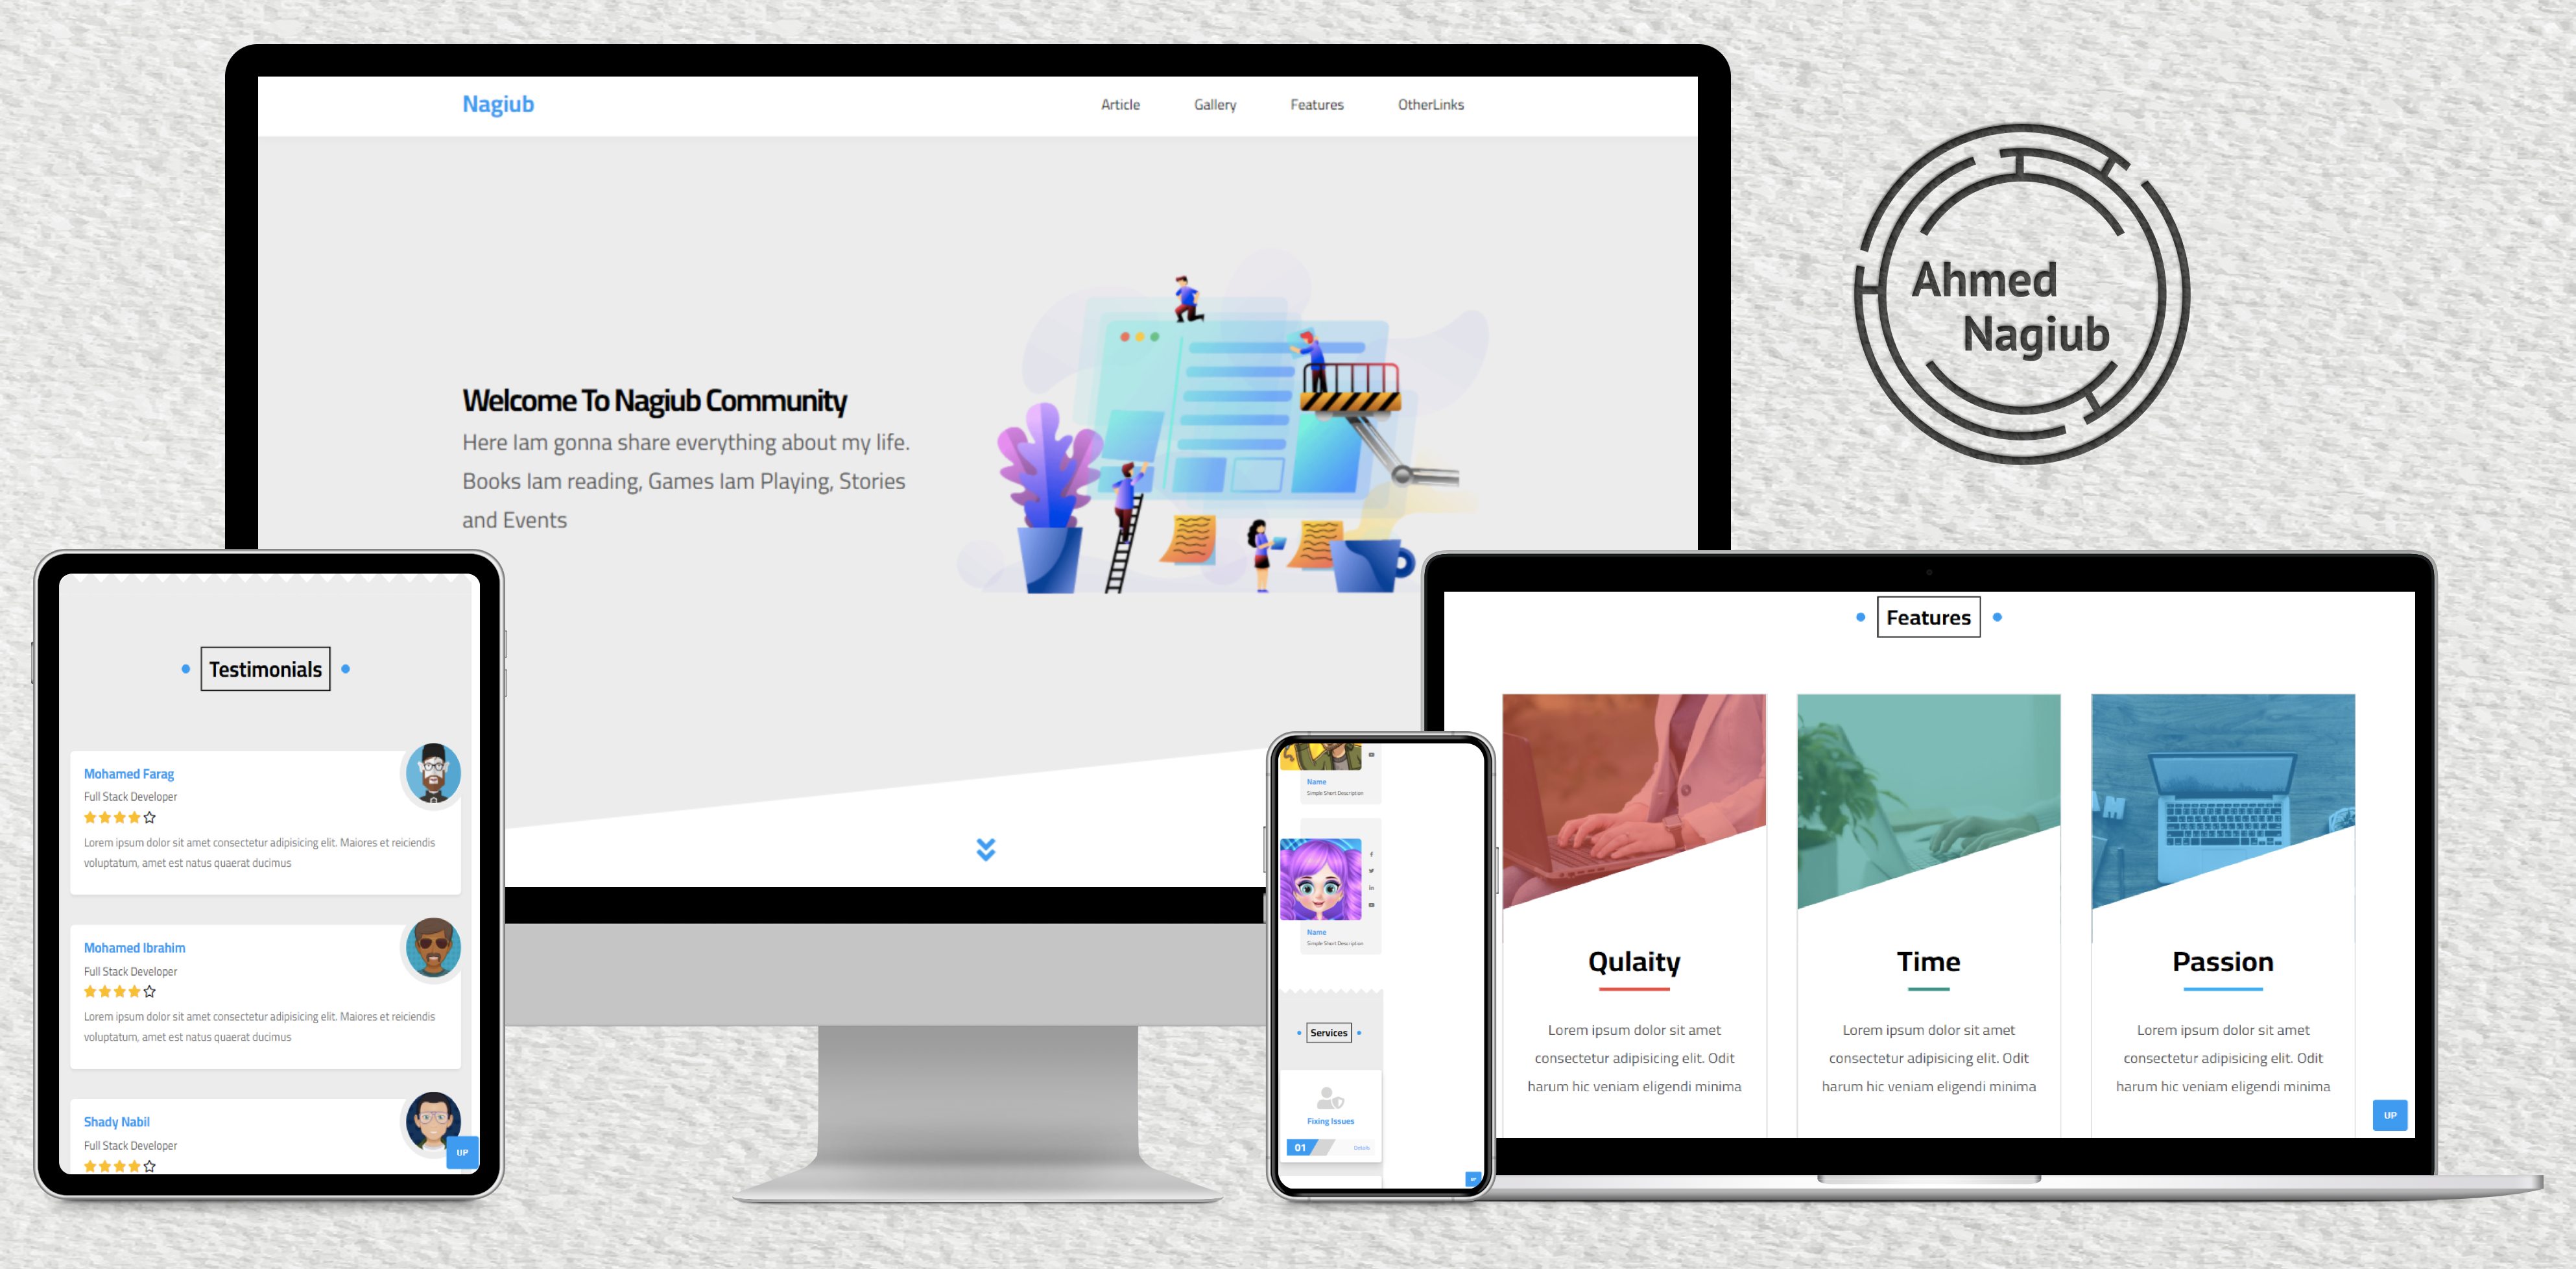 Nagiub
Article
Gallery
Features
OtherLinks
Welcome To Nagiub Community
Here Iam gonna share everything about my life.
Books Iam reading, Games Iam Playing, Stories
and Events
Ahmed
Nagiub
Testimonials
Mohamed Farag
Full Stack Developer
Lorem ipsum dolor sit amet consectetur adipisicing elit. Maiores et reiciendis
voluptatum, amet est natus quaerat ducimus
Mohamed Ibrahim
Full Stack Developer
Lorem ipsum dolor sit amet consectetur adipisicing elit. Maiores et reiciendis
voluptatum, amet est natus quaerat ducimus
Shady Nabil
Full Stack Developer
UP
Name
Simple Short Description
Name
Simple Short Description
Services
Fixing Issues
01
Details
Features
Qulaity
Lorem ipsum dolor sit amet
consectetur adipisicing elit. Odit
harum hic veniam eligendi minima
Time
Lorem ipsum dolor sit amet
consectetur adipisicing elit. Odit
harum hic veniam eligendi minima
Passion
Lorem ipsum dolor sit amet
consectetur adipisicing elit. Odit
harum hic veniam eligendi minima
UP